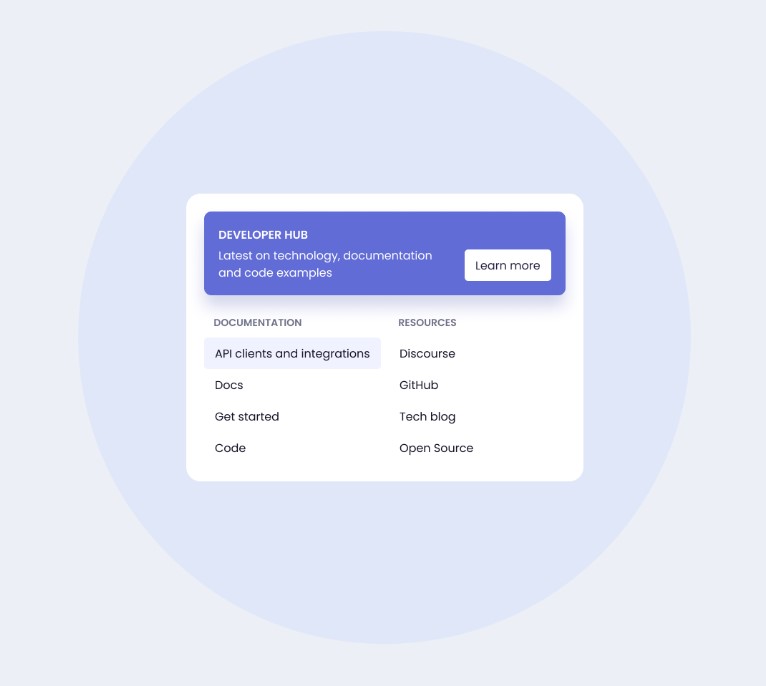 DEVELOPER HUB
Latest on technology, documentation
and code examples
Learn more
DOCUMENTATION
API clients and integrations
Docs
Get started
Code
RESOURCES
Discourse
GitHub
Tech blog
Open Source